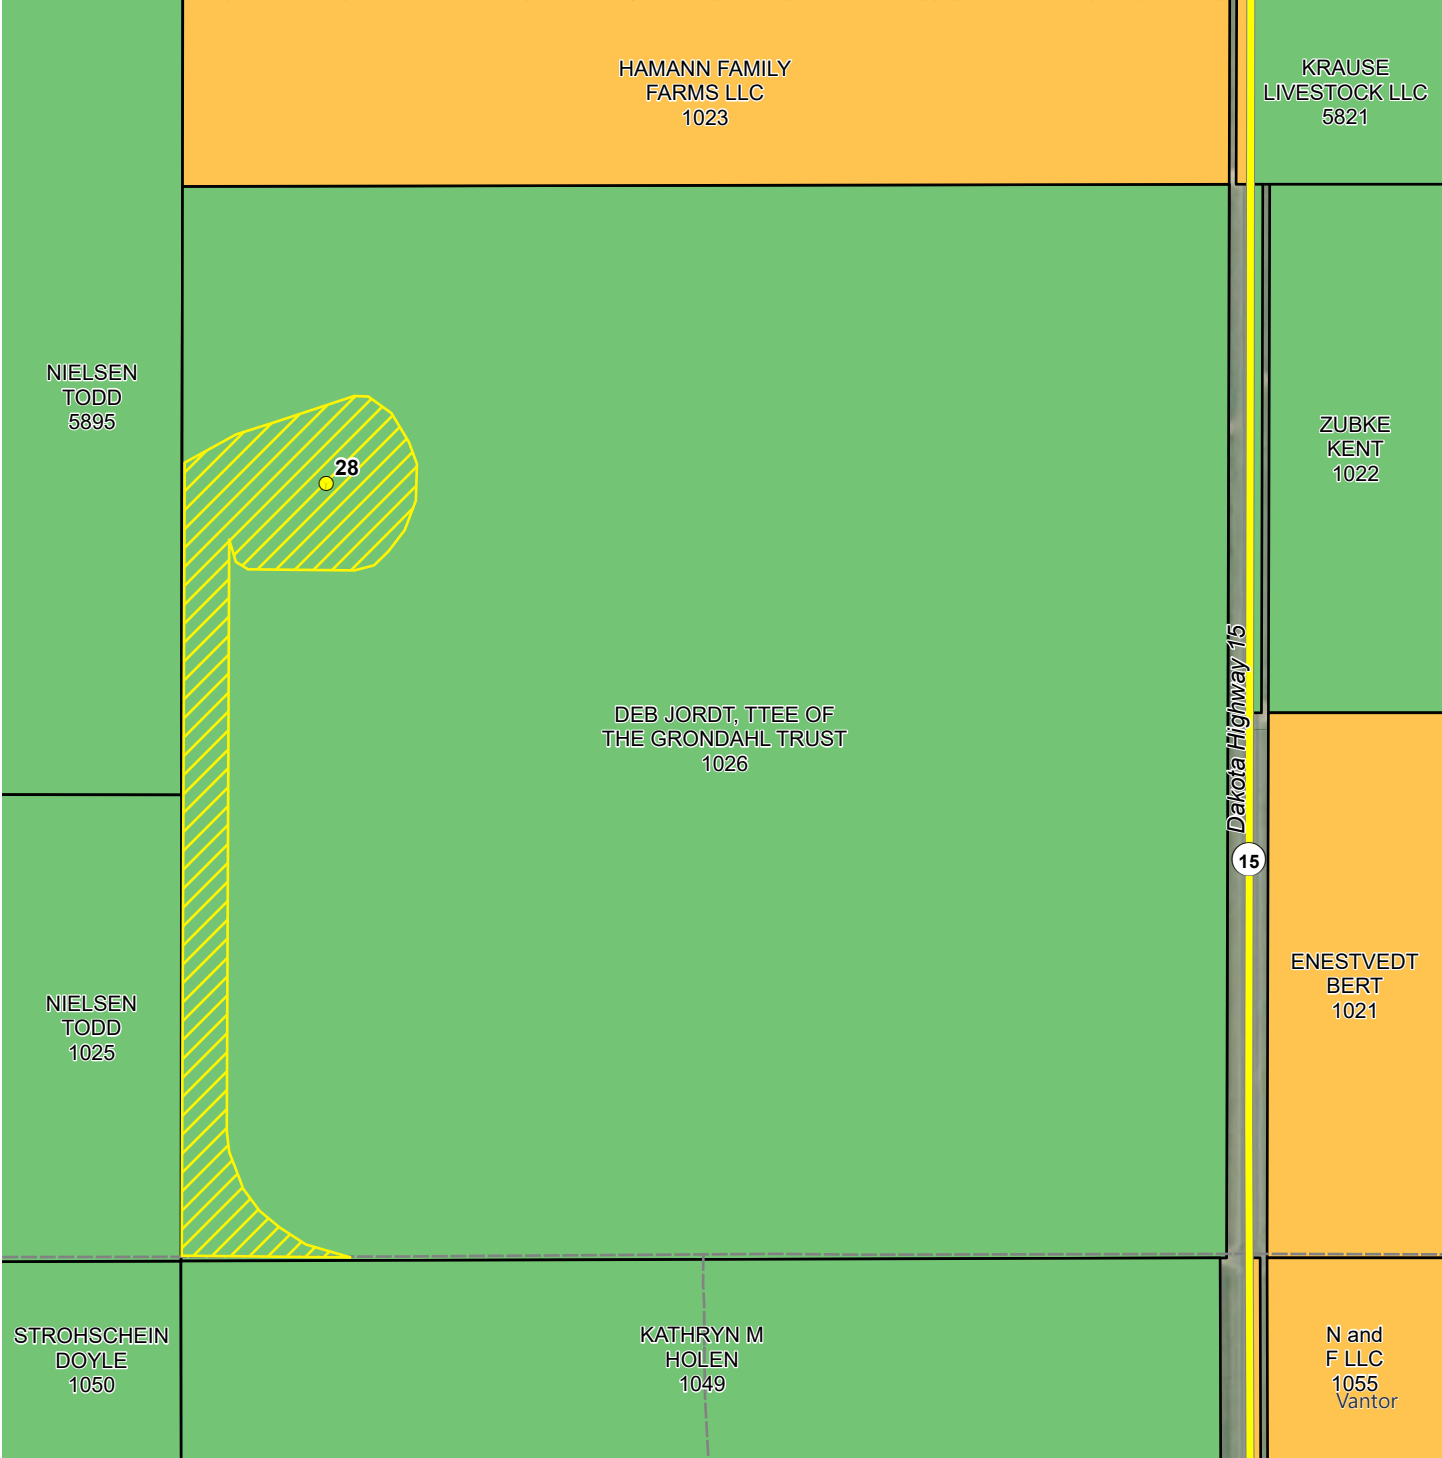 HAMANN FAMILY
FARMS LLC
1023
KRAUSE
LIVESTOCK LLC
5821
NIELSEN
TODD
5895
28
ZUBKE
KENT
1022
DEB JORDT, TTEE OF
THE GRONDAHL TRUST
1026
Dakota Highway 15
15
NIELSEN
TODD
1025
ENESTVEDT
BERT
1021
STROHSCHEIN
DOYLE
1050
KATHRYN M
HOLEN
1049
N and
F LLC
1055
Vantor